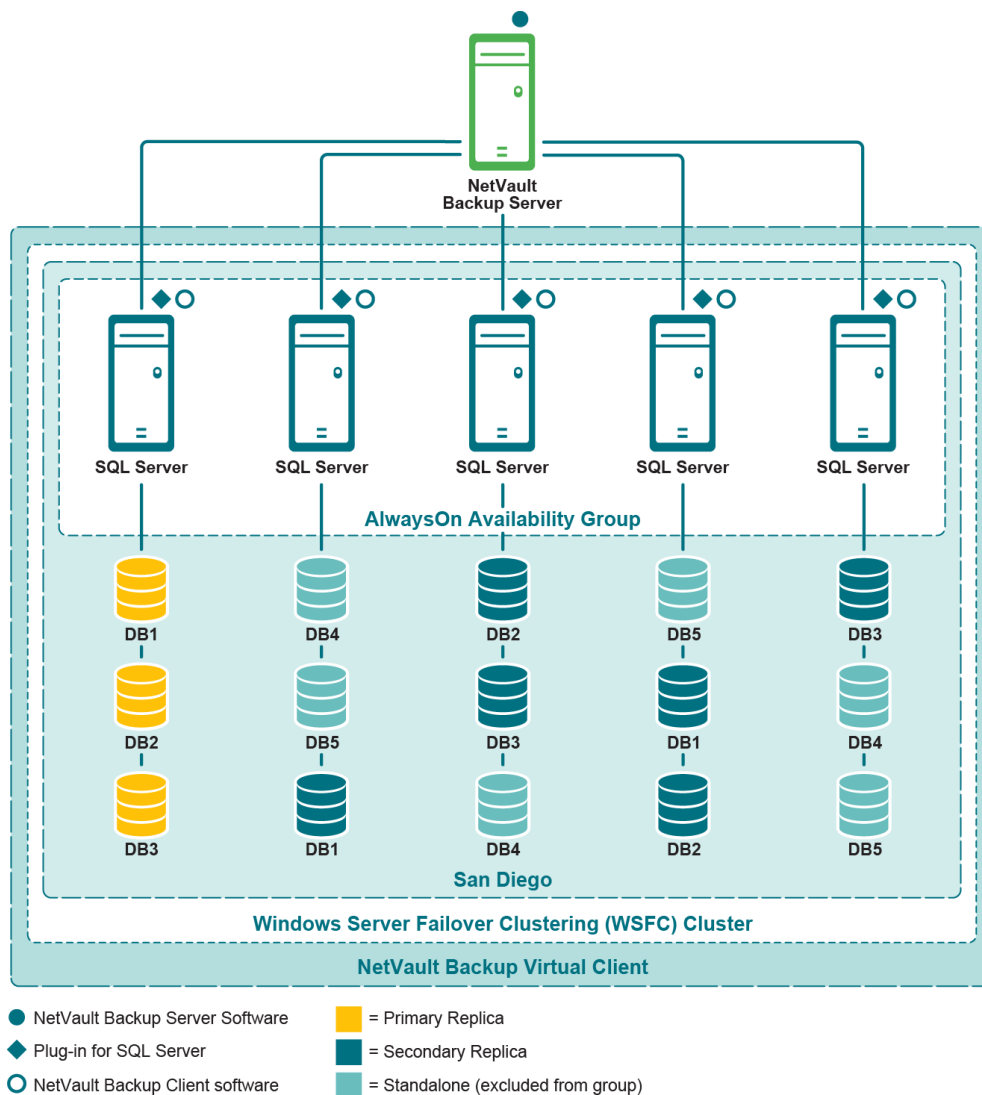 NetVault
Backup Server
SQL Server
SQL Server
SQL Server
SQL Server
SQL Server
AlwaysOn Availability Group
DB1
DB4
DB2
DB5
DB3
DB2
DB5
DB3
DB1
DB4
DB3
DB1
DB4
DB2
DB5
San Diego
Windows Server Failover Clustering (WSFC) Cluster
NetVault Backup Virtual Client
NetVault Backup Server Software
= Primary Replica
Plug-in for SQL Server
= Secondary Replica
NetVault Backup Client software
= Standalone (excluded from group)